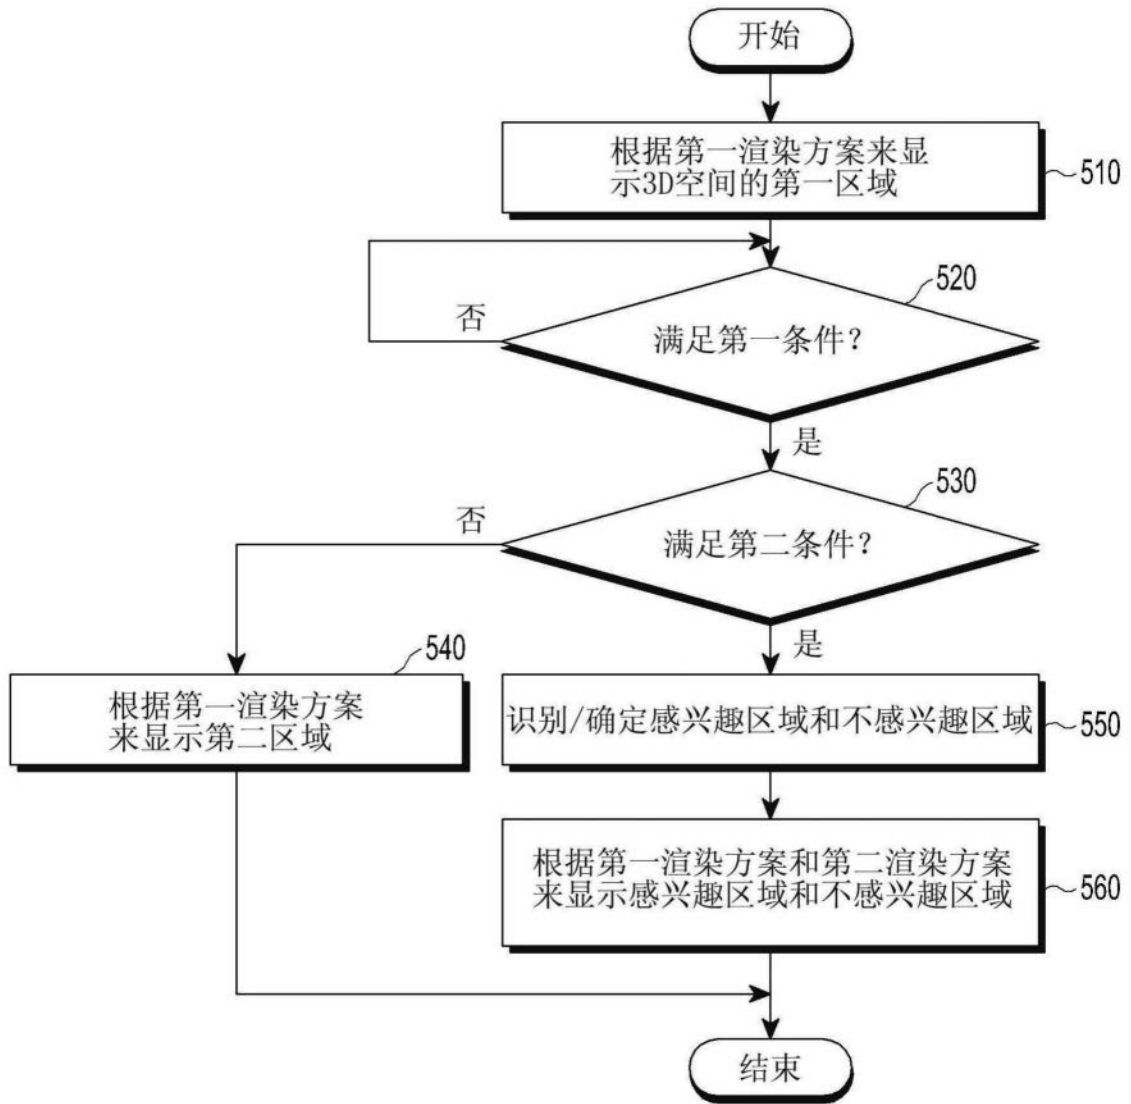 开始
根据第一渲染方案来显
示3D空间的第一区域
510
520
否
满足第一条件？
是
530
否
满足第二条件？
是
540
根据第一渲染方案
来显示第二区域
识别/确定感兴趣区域和不感兴趣区域
550
根据第一渲染方案和第二渲染方案
来显示感兴趣区域和不感兴趣区域
560
结束